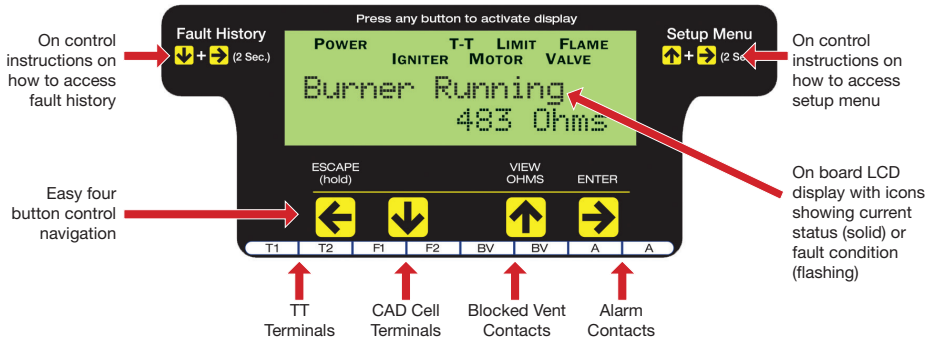 Press any button to activate display
Fault History
+ (2 Sec.)
Setup Menu
+ (2 Se
On control
instructions on
how to access
fault history
On control
instructions on
how to access
setup menu
POWER T-T LIMIT FLAME
IGNITER MOTOR VALVE
Burner Running
483 Ohms
Easy four
button control
navigation
ESCAPE
(hold)
VIEW
OHMS
ENTER
On board LCD
display with icons
showing current
status (solid) or
fault condition
(flashing)
T1 T2 F1 F2 BV BV A A
TT
Terminals
CAD Cell
Terminals
Blocked Vent
Contacts
Alarm
Contacts